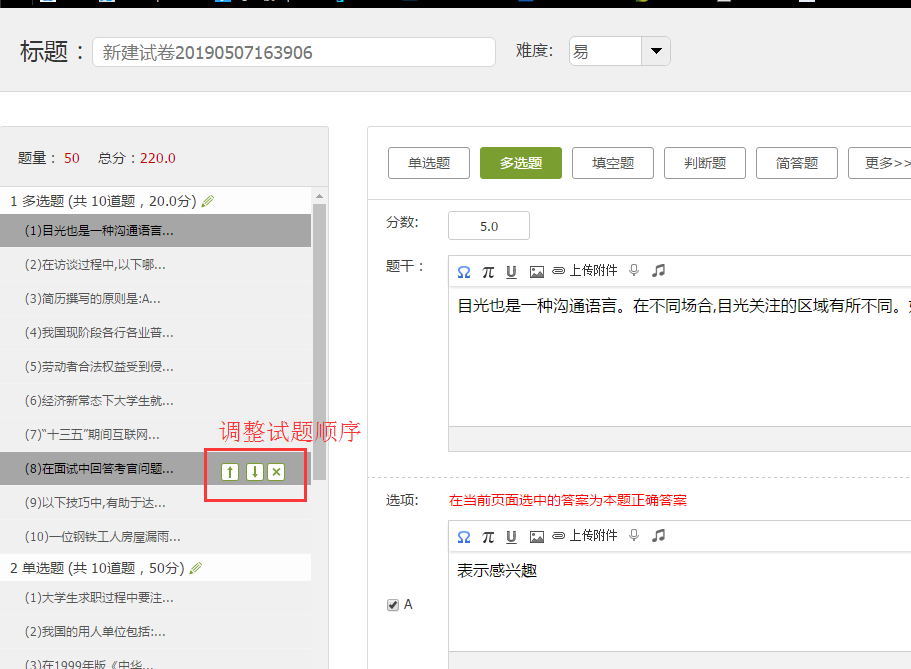 标题： 新建试卷20190507163906 难度: 易
题量： 50 总分：220.0
单选题 多选题 填空题 判断题 简答题 更多>>
1 多选题 (共 10道题，20.0分)
(1)目光也是一种沟通语言...
(2)在访谈过程中,以下哪...
(3)简历撰写的原则是:A...
(4)我国现阶段各行各业普...
(5)劳动者合法权益受到侵...
(6)经济新常态下大学生就...
(7)“十三五”期间互联网...
调整试题顺序
(8)在面试中回答考官问题...
(9)以下技巧中,有助于达...
(10)一位钢铁工人房屋漏雨...
2 单选题 (共 10道题，50分)
(1)大学生求职过程中要注...
(2)我国的用人单位包括:...
(3)在1999年版《中华...
分数: 5.0
题干： Ω π U 上传附件
目光也是一种沟通语言。在不同场合,目光关注的区域有所不同。
选项: 在当前页面选中的答案为本题正确答案
Ω π U 上传附件
表示感兴趣
A